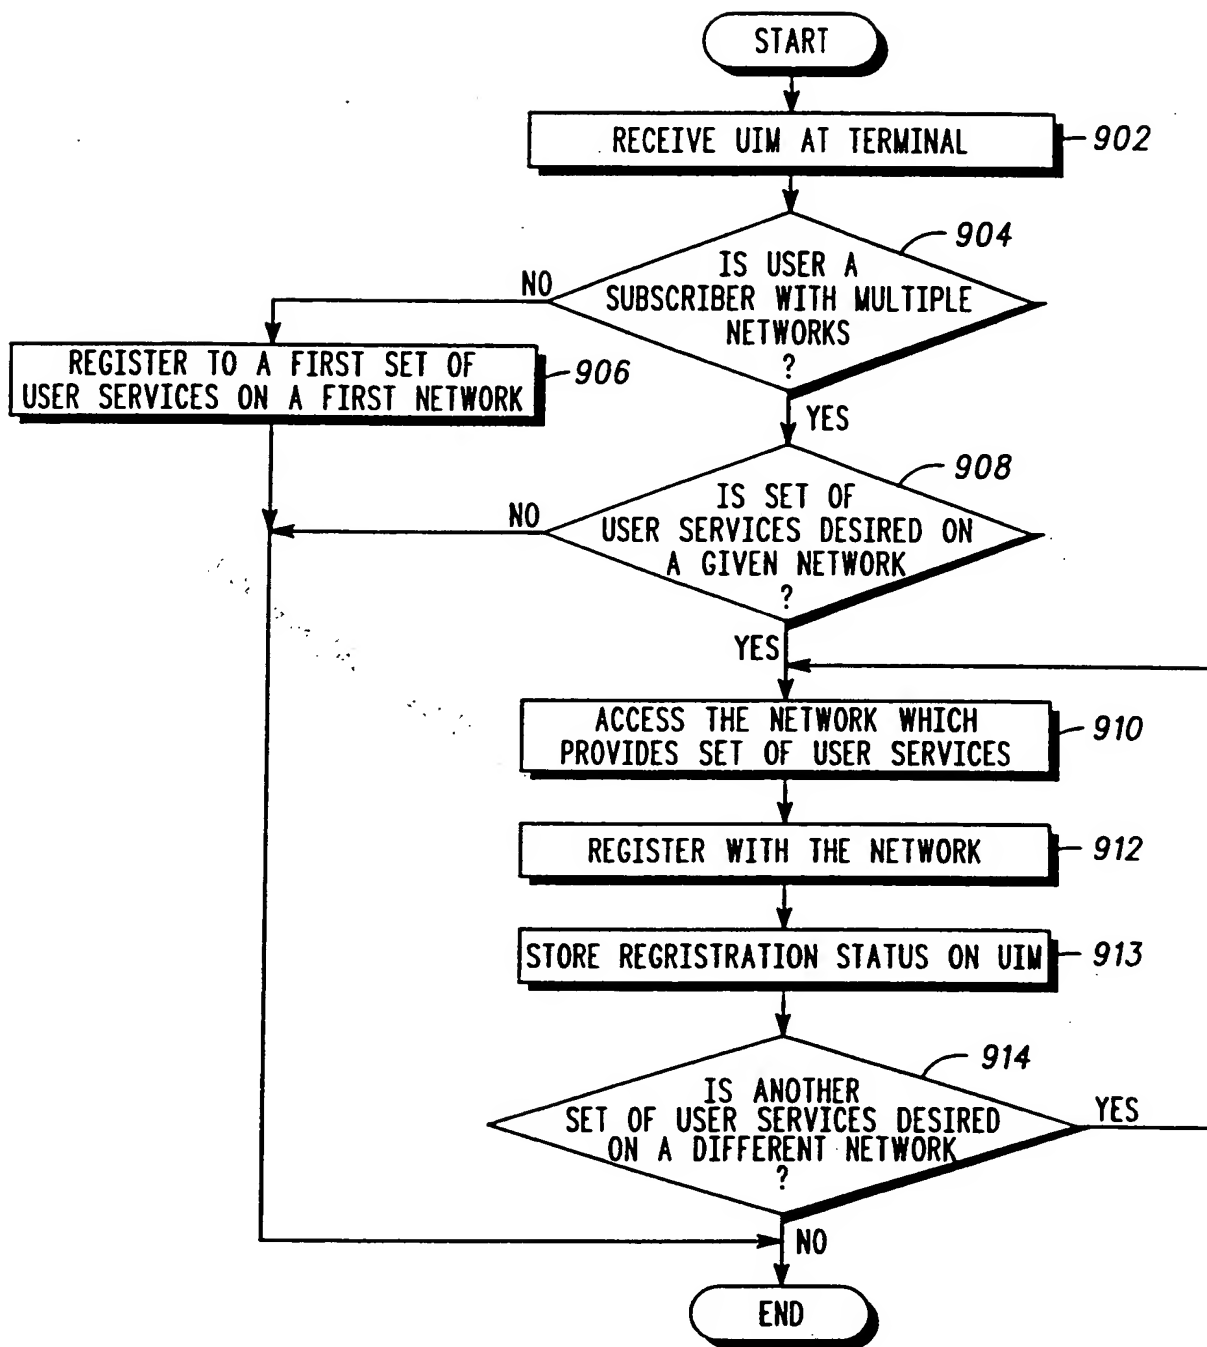 START
RECEIVE UIM AT TERMINAL
902
904
IS USER A
SUBSCRIBER WITH MULTIPLE
NETWORKS
?
NO
YES
REGISTER TO A FIRST SET OF
USER SERVICES ON A FIRST NETWORK
906
908
IS SET OF
USER SERVICES DESIRED ON
A GIVEN NETWORK
?
NO
YES
ACCESS THE NETWORK WHICH
PROVIDES SET OF USER SERVICES
910
REGISTER WITH THE NETWORK
912
STORE REGRISTRATION STATUS ON UIM
913
914
IS ANOTHER
SET OF USER SERVICES DESIRED
ON A DIFFERENT NETWORK
?
YES
NO
END